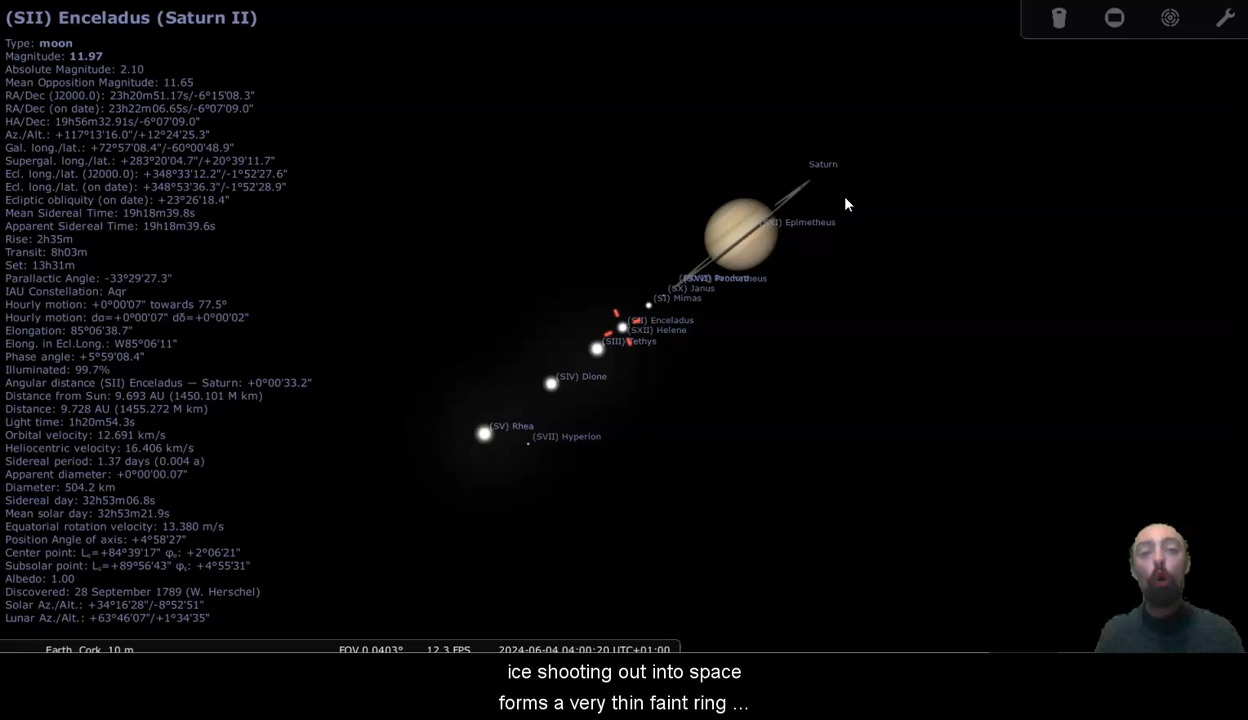 (SII) Enceladus (Saturn II)
Type: moon
Magnitude: 11.97
Absolute Magnitude: 2.10
Mean Opposition Magnitude: 11.65
RA/Dec (J2000.0): 23h20m51.17s/-6°15'08.3"
RA/Dec (on date): 23h22m06.65s/-6°07'09.0"
HA/Dec: 19h56m32.91s/-6°07'09.0"
Az./Alt.: +117°13'16.0"/+12°24'25.3"
Gal. long./lat.: +72°57'08.4"/-60°00'48.9"
Supergal. long./lat.: +283°20'04.7"/+20°39'11.7"
Ecl. long./lat. (J2000.0): +348°33'12.2"/-1°52'27.6"
Ecl. long./lat. (on date): +348°53'36.3"/-1°52'28.9"
Ecliptic obliquity (on date): +23°26'18.4"
Mean Sidereal Time: 19h18m39.8s
Apparent Sidereal Time: 19h18m39.6s
Rise: 2h35m
Transit: 8h03m
Set: 13h31m
Parallactic Angle: -33°29'27.3"
IAU Constellation: Aqr
Hourly motion: +0°00'07" towards 77.5°
Hourly motion: dα=+0°00'07" dδ=+0°00'02"
Elongation: 85°06'38.7"
Elong. in Ecl.Long.: W85°06'11"
Phase angle: +5°59'08.4"
Illuminated: 99.7%
Angular distance (SII) Enceladus — Saturn: +0°00'33.2"
Distance from Sun: 9.693 AU (1450.101 M km)
Distance: 9.728 AU (1455.272 M km)
Light time: 1h20m54.3s
Orbital velocity: 12.691 km/s
Heliocentric velocity: 16.406 km/s
Sidereal period: 1.37 days (0.004 a)
Apparent diameter: +0°00'00.07"
Diameter: 504.2 km
Sidereal day: 32h53m06.8s
Mean solar day: 32h53m21.9s
Equatorial rotation velocity: 13.380 m/s
Position Angle of axis: +4°58'27"
Center point: Lₑ=+84°39'17" φₑ: +2°06'21"
Subsolar point: Lₛ=+89°56'43" φₛ: +4°55'31"
Albedo: 1.00
Discovered: 28 September 1789 (W. Herschel)
Solar Az./Alt.: +34°16'28"/-8°52'51"
Lunar Az./Alt.: +63°46'07"/+1°34'35"
Saturn
Epimetheus
(SX) Janus
(SI) Mimas
(SII) Enceladus
(SXII) Helene
(SIII) Tethys
(SIV) Dione
(SV) Rhea
(SVII) Hyperion
Earth, Cork, 10 m
FOV 0.0403°
12.3 FPS
2024-06-04 04:00:20 UTC+01:00
ice shooting out into space
forms a very thin faint ring ...